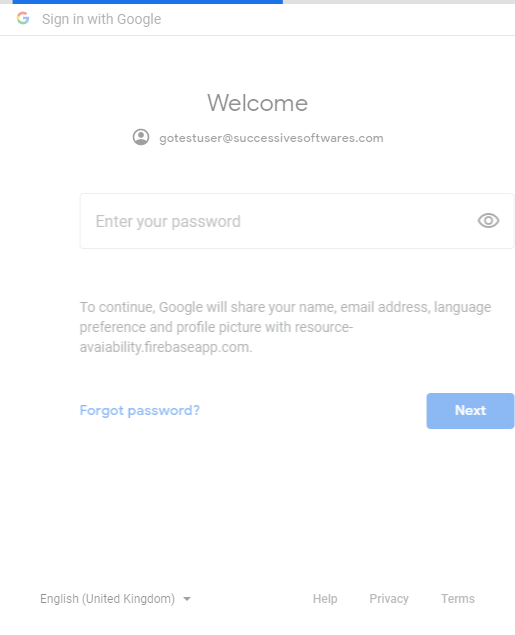 Sign in with Google
Welcome
gotestuser@successivesoftwares.com
Enter your password
To continue, Google will share your name, email address, language
preference and profile picture with resource-
avaiability.firebaseapp.com.
Forgot password?
Next
English (United Kingdom)
Help
Privacy
Terms